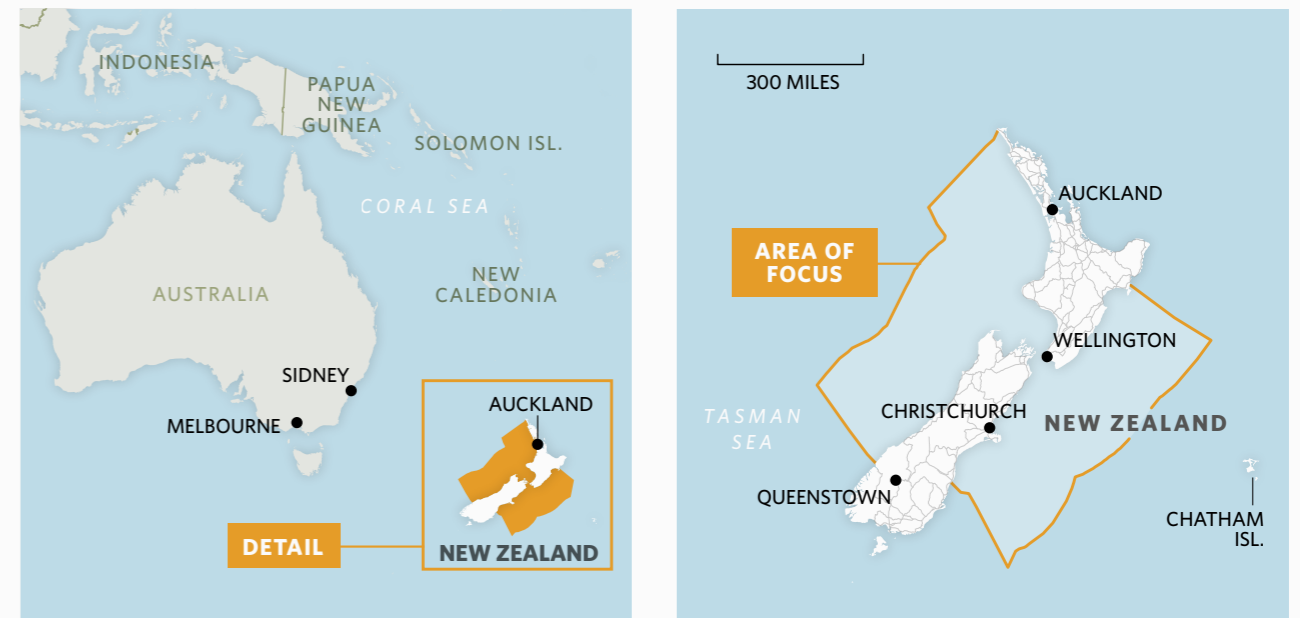 INDONESIA
PAPUA
NEW
GUINEA
SOLOMON ISL.
CORAL SEA
NEW
CALEDONIA
AUSTRALIA
SIDNEY
MELBOURNE
AUCKLAND
DETAIL
NEW ZEALAND
300 MILES
AUCKLAND
AREA OF
FOCUS
WELLINGTON
CHRISTCHURCH
TASMAN
SEA
NEW ZEALAND
QUEENSTOWN
CHATHAM
ISL.